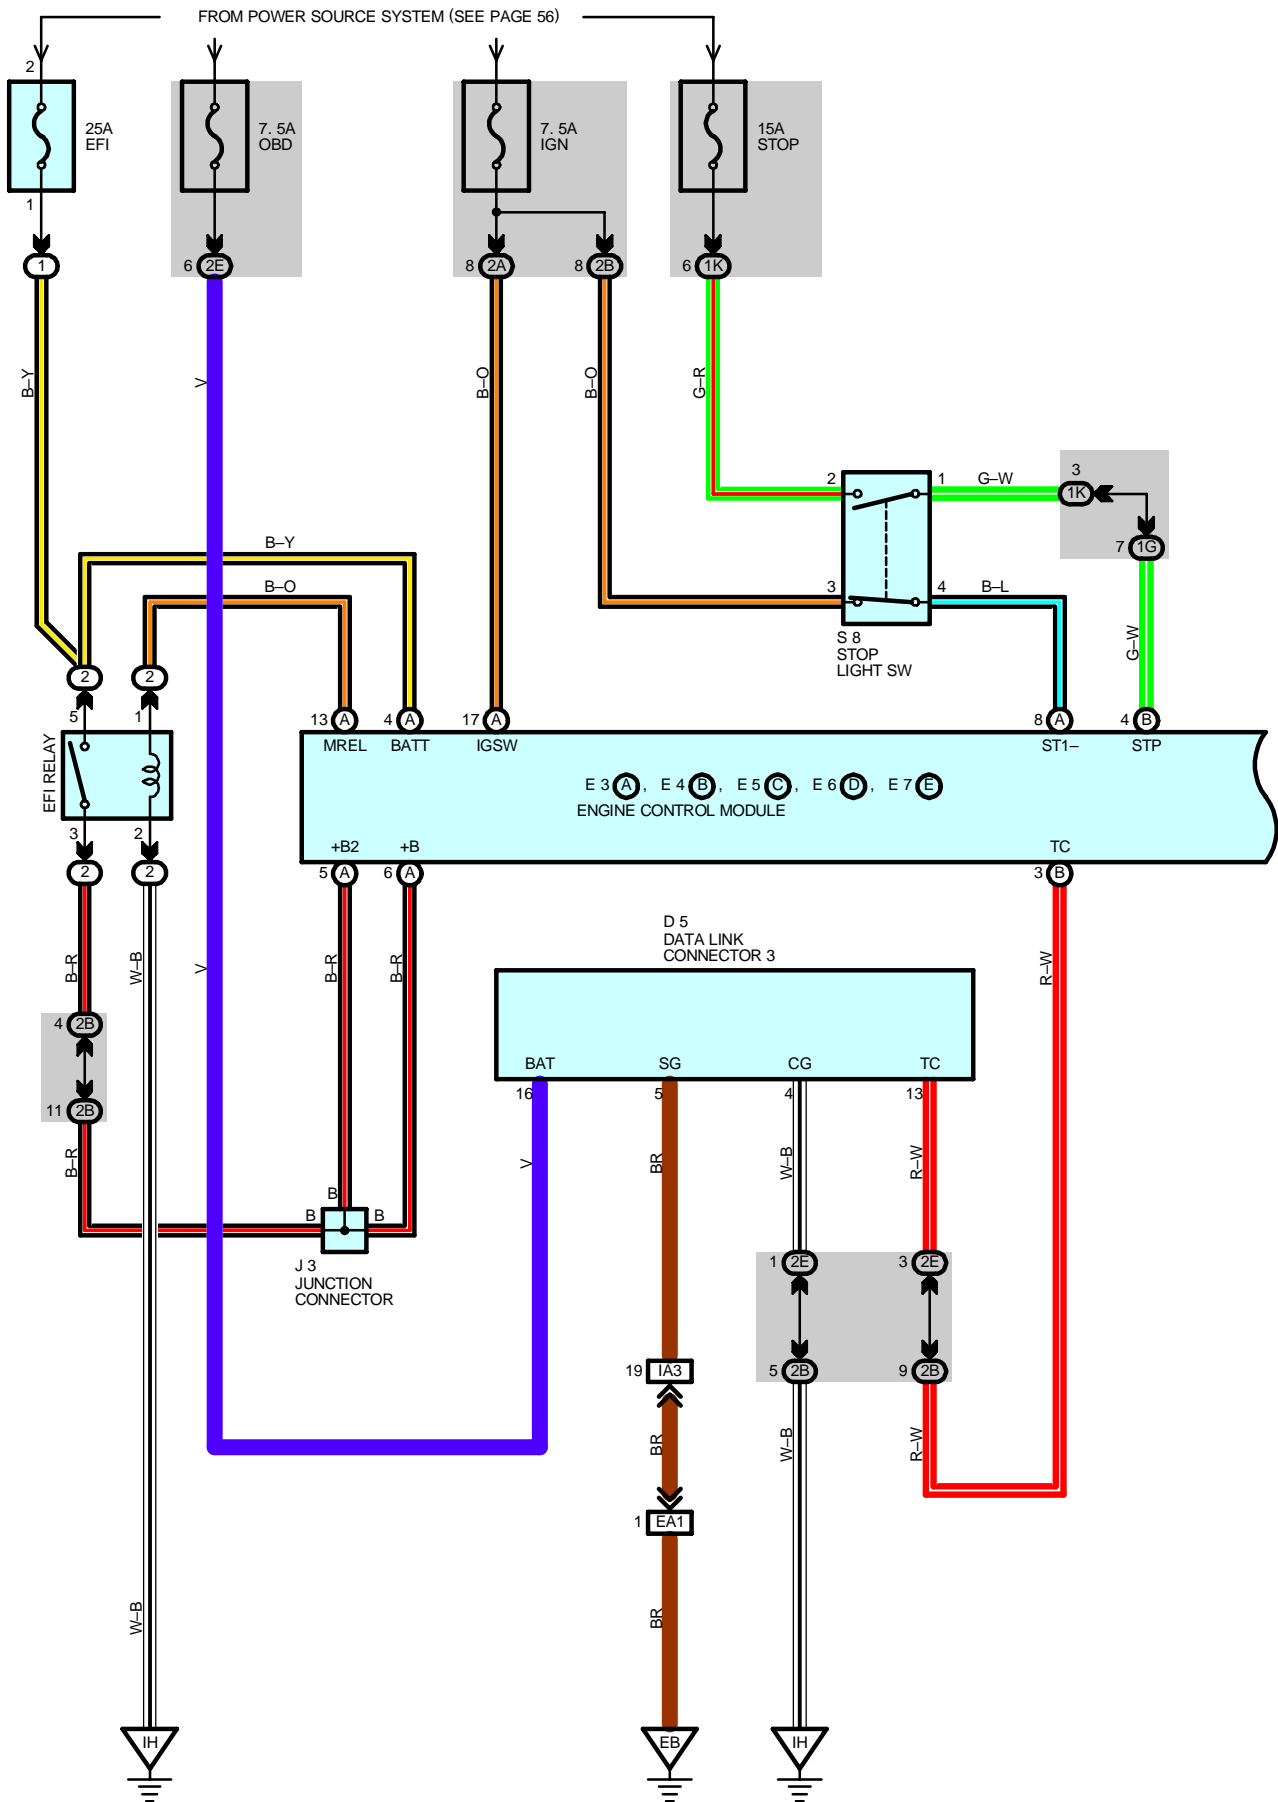 FROM POWER SOURCE SYSTEM (SEE PAGE 56)
2
25A
EFI
7. 5A
OBD
7. 5A
IGN
15A
STOP
1
1
6 2E
8 2A
8 2B
6 1K
B–Y
V
B–O
B–O
G–R
2
1
G–W
3
1K
7 1G
B–Y
B–O
3
4
B–L
S 8
STOP
LIGHT SW
G–W
2
2
5
1
13 A
4 A
17 A
8 A
4 B
MREL
BATT
IGSW
ST1–
STP
EFI RELAY
E 3 A , E 4 B , E 5 C , E 6 D , E 7 E
ENGINE CONTROL MODULE
3
2
+B2
+B
TC
2
2
5 A
6 A
3 B
D 5
DATA LINK
CONNECTOR 3
B–R
W–B
V
B–R
B–R
R–W
4 2B
BAT
SG
CG
TC
16
5
4
13
11 2B
B–R
V
BR
W–B
R–W
B
B
B
J 3
JUNCTION
CONNECTOR
1 2E
3 2E
19 IA3
5 2B
9 2B
BR
W–B
R–W
1 EA1
W–B
BR
IH
EB
IH